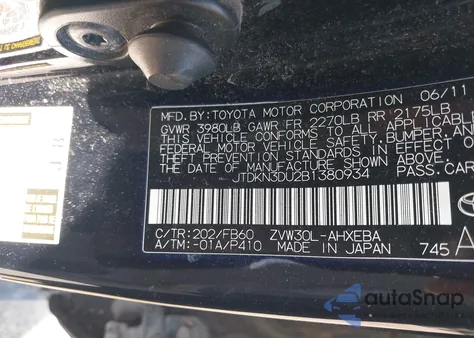 MFD. BY: TOYOTA MOTOR CORPORATION 06/11
GVWR 3980LB GAWR FR 2270LB RR 2175LB
THIS VEHICLE CONFORMS TO ALL APPLICABLE
FEDERAL MOTOR VEHICLE SAFETY, BUMPER, AN
THEFT PREVENTION STANDARDS IN EFFECT ON
THE DATE OF MANUFACTURE SHOWN ABOVE.
JTDKN3DU2B1380934 PASS.CAR
C/TR: 202/FB60 ZVW30L-AHXEBA
A/TM: -01A/P410 MADE IN JAPAN 745
autoSnap